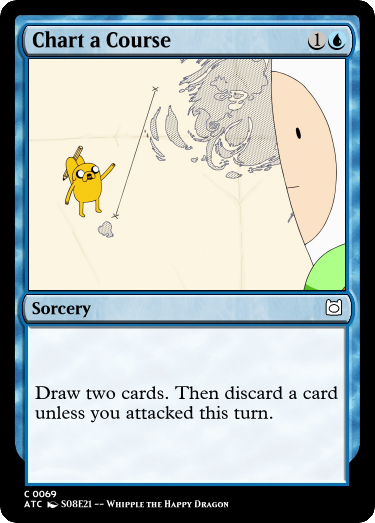 Chart a Course 1
Sorcery
Draw two cards. Then discard a card
unless you attacked this turn.
C 0069
ATC S08E21 -- Whipple the Happy Dragon